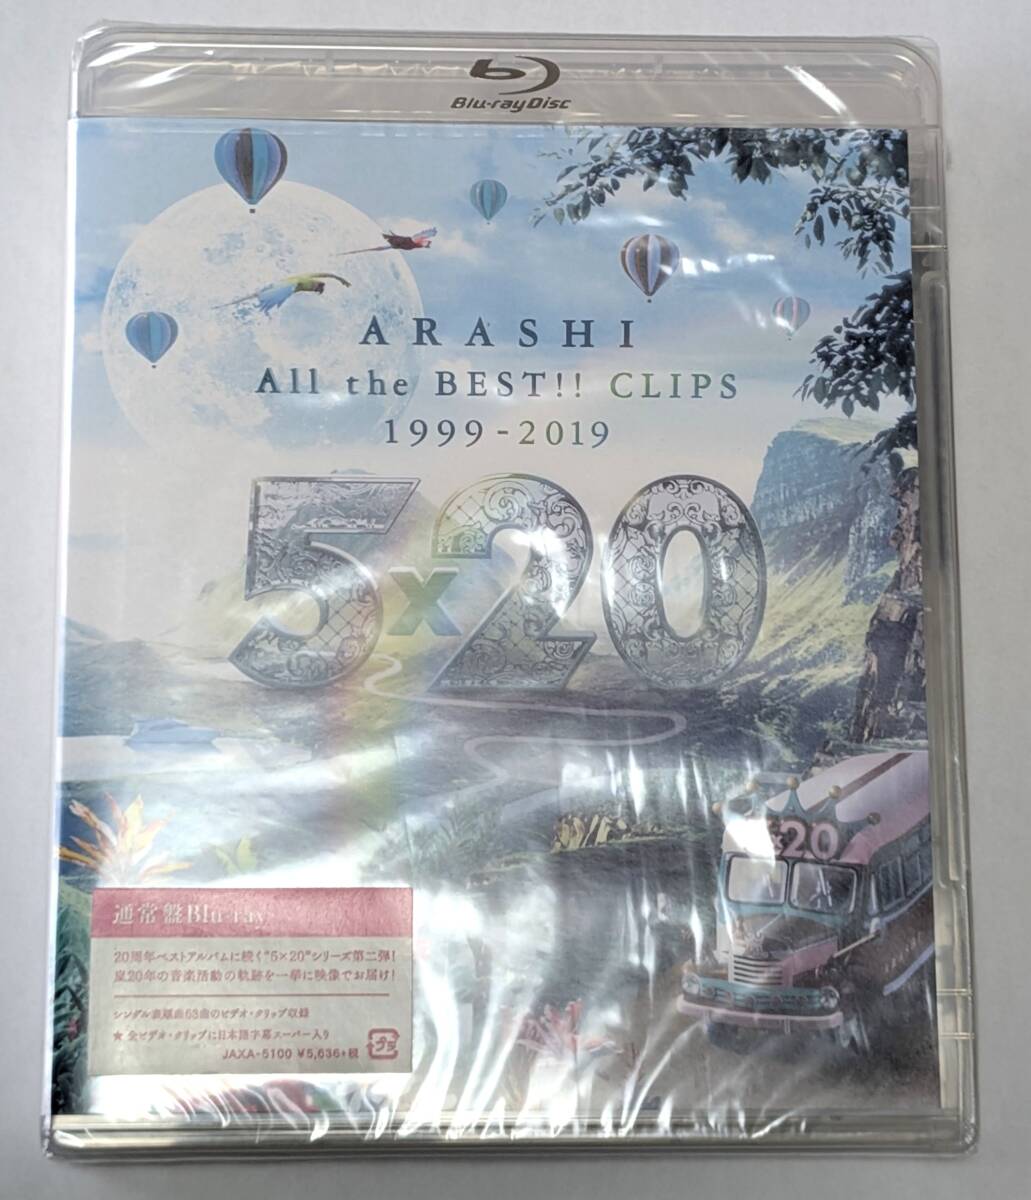 Blu-ray Disc
ARASHI
All the BEST!! CLIPS
1999-2019
5×20
×20
通常盤Blu-ray
20周年ベストアルバムに続く"5×20"シリーズ第二弾!
嵐20年の音楽活動の軌跡を一挙に映像でお届け!
シングル表題曲63曲のビデオ・クリップ収録
★全ビデオ・クリップに日本語字幕スーパー入り
JAXA-5100 ¥5,636+税
プラ